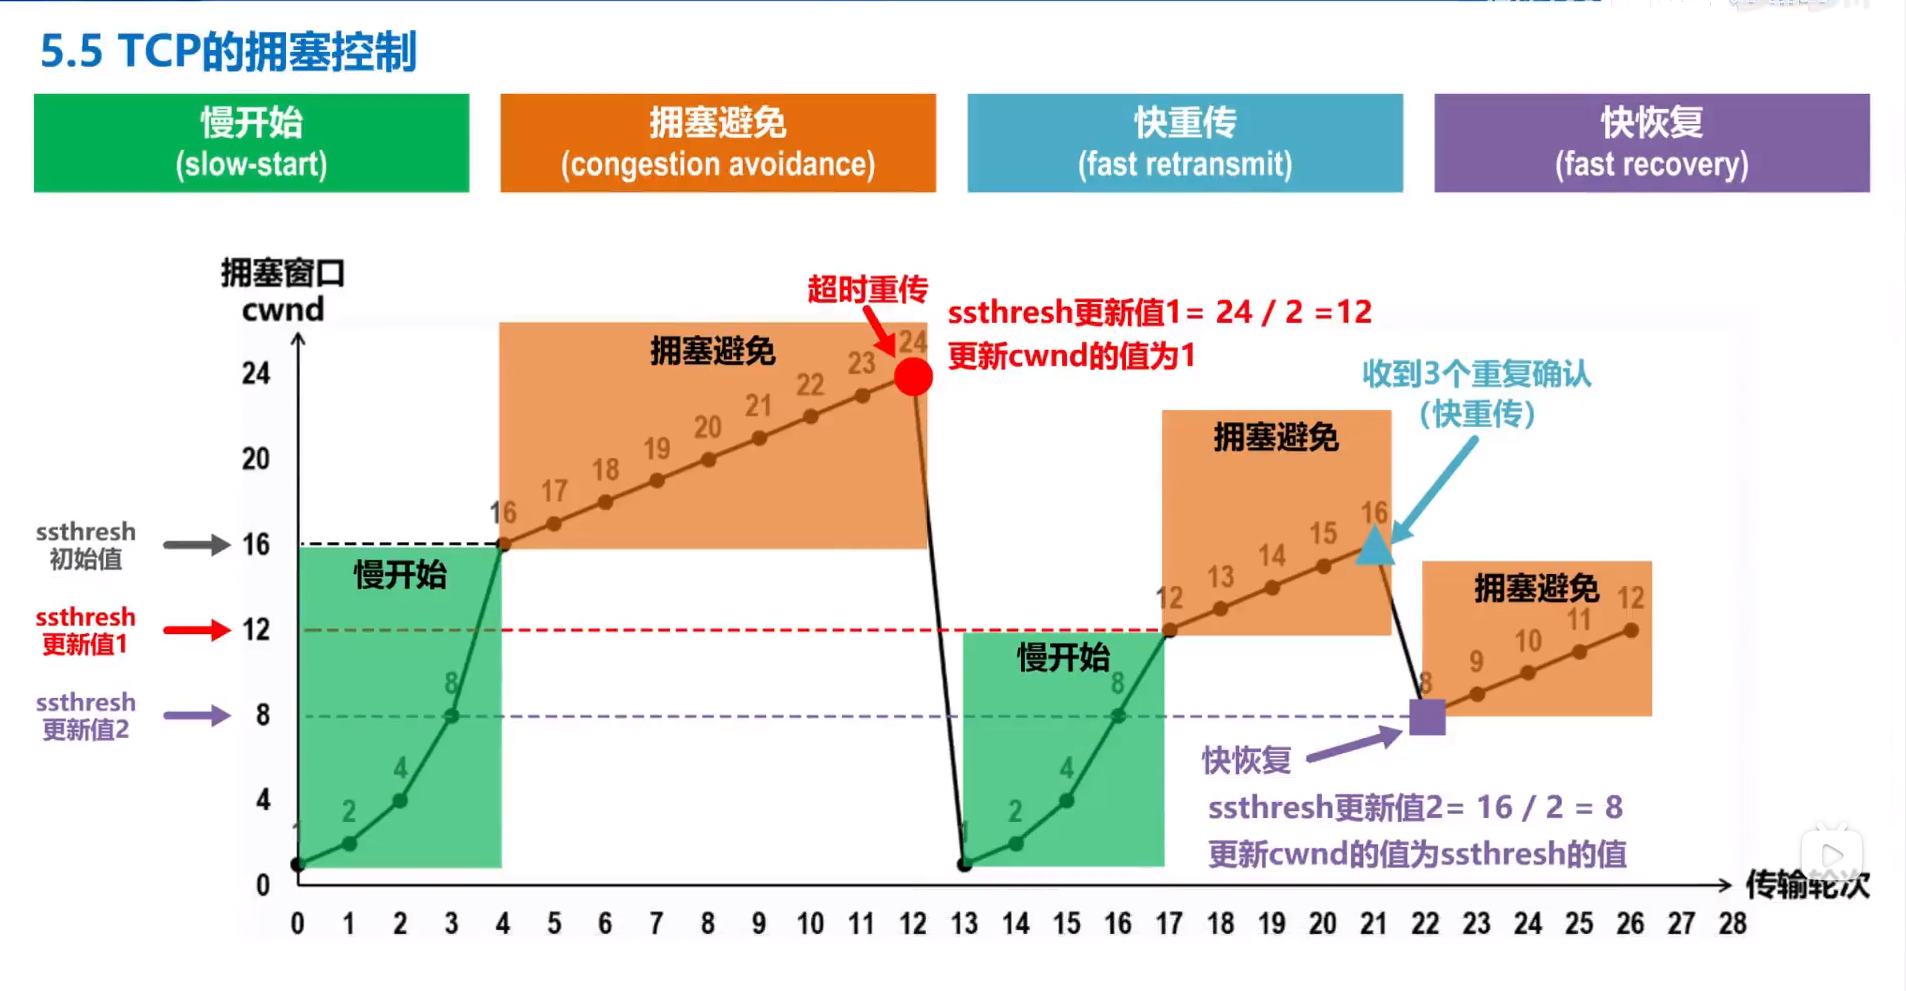 5.5 TCP的拥塞控制
慢开始
(slow-start)
拥塞避免
(congestion avoidance)
快重传
(fast retransmit)
快恢复
(fast recovery)
拥塞窗口
cwnd
超时重传
ssthresh更新值1= 24 / 2 =12
更新cwnd的值为1
收到3个重复确认
（快重传）
拥塞避免
拥塞避免
拥塞避免
慢开始
慢开始
ssthresh
初始值
ssthresh
更新值1
ssthresh
更新值2
24
20
16
12
8
4
0
1
2
4
8
16
17
18
19
20
21
22
23
24
1
2
4
8
12
13
14
15
16
8
9
10
11
12
快恢复
ssthresh更新值2= 16 / 2 = 8
更新cwnd的值为ssthresh的值
传输轮次
0 1 2 3 4 5 6 7 8 9 10 11 12 13 14 15 16 17 18 19 20 21 22 23 24 25 26 27 28